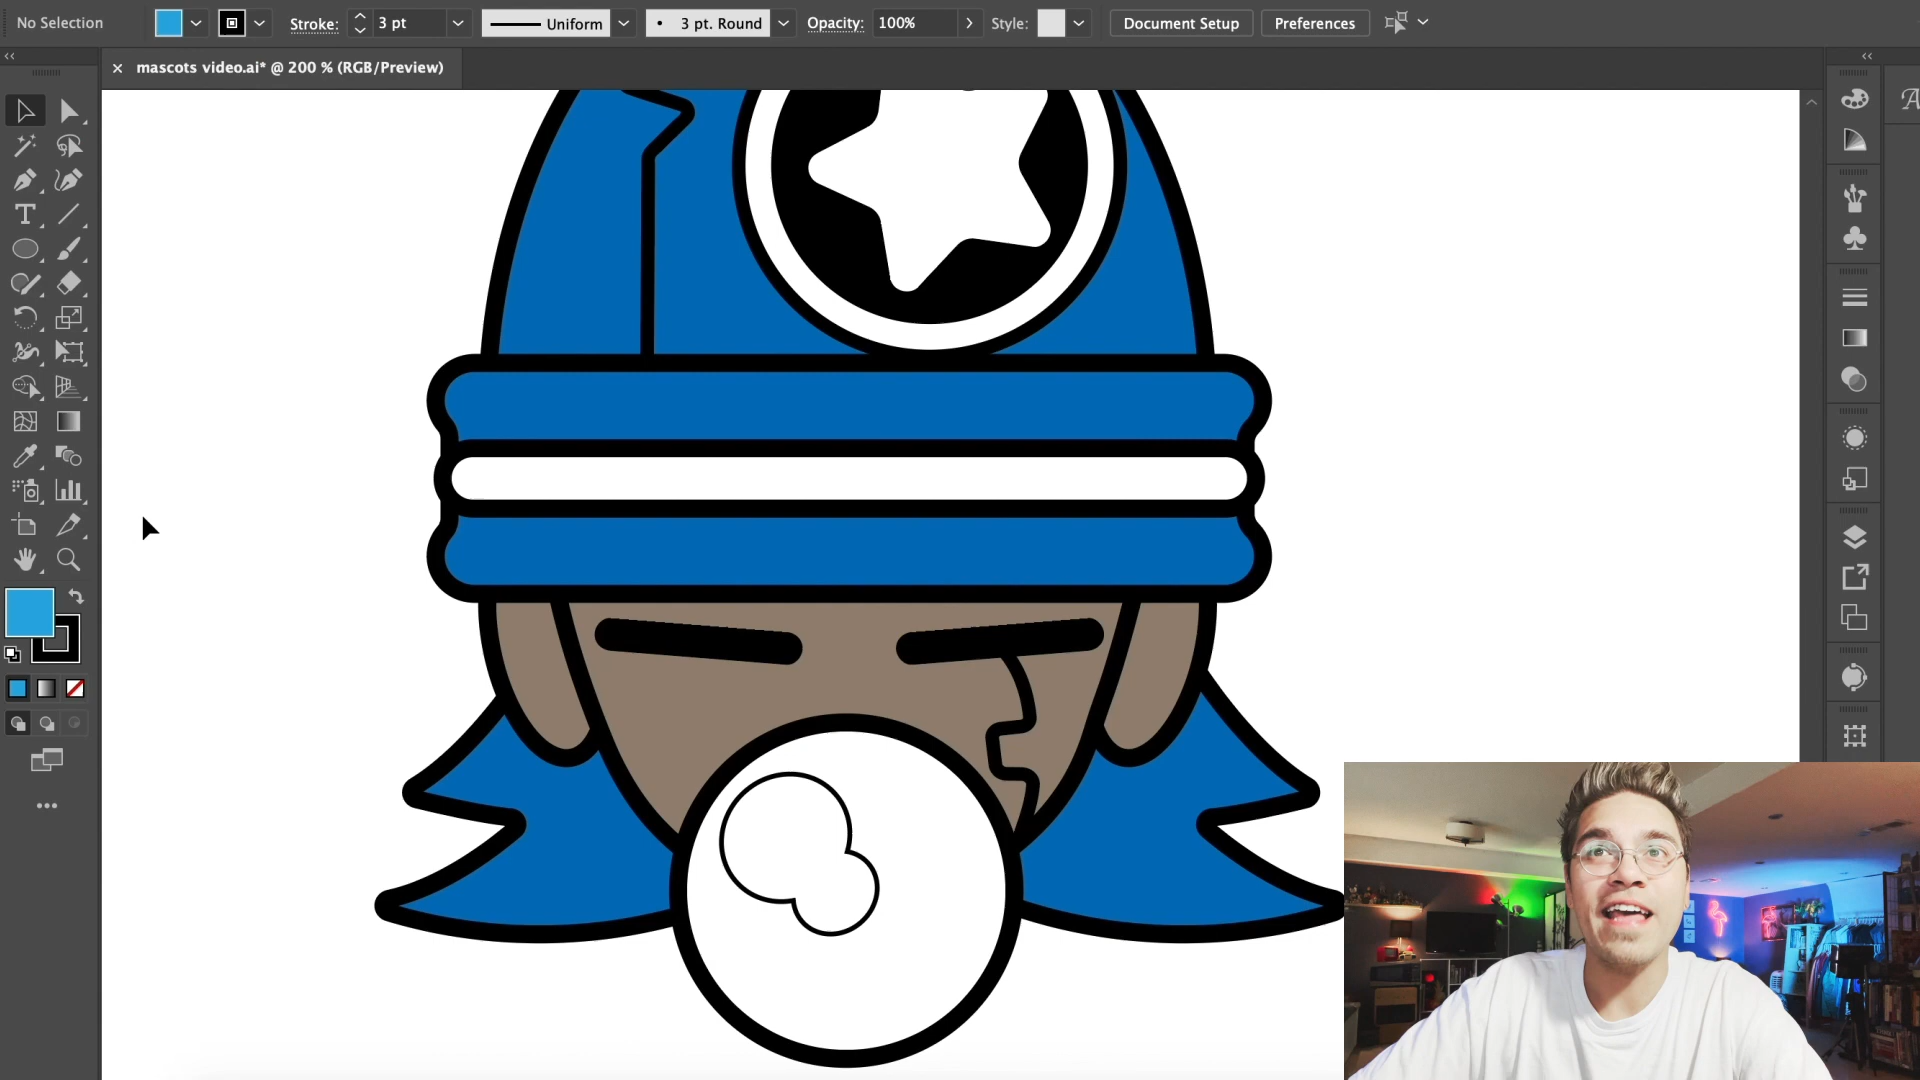 No Selection
Stroke: 3 pt Uniform 3 pt. Round Opacity: 100% Style: Document Setup Preferences
mascots video.ai* @ 200 % (RGB/Preview)